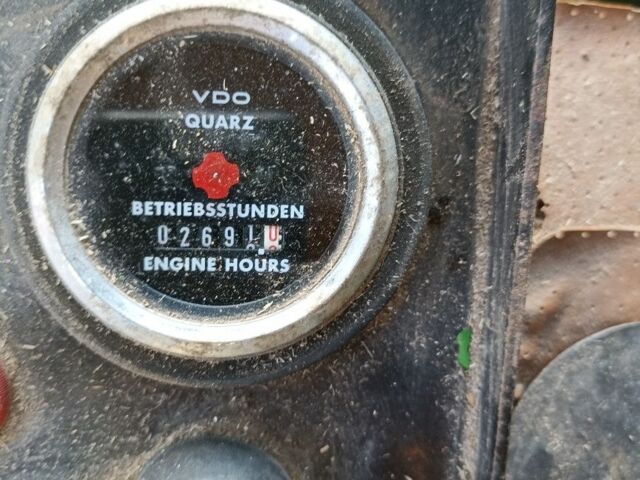 VDO
QUARZ
BETRIEBSSTUNDEN
02691
ENGINE HOURS